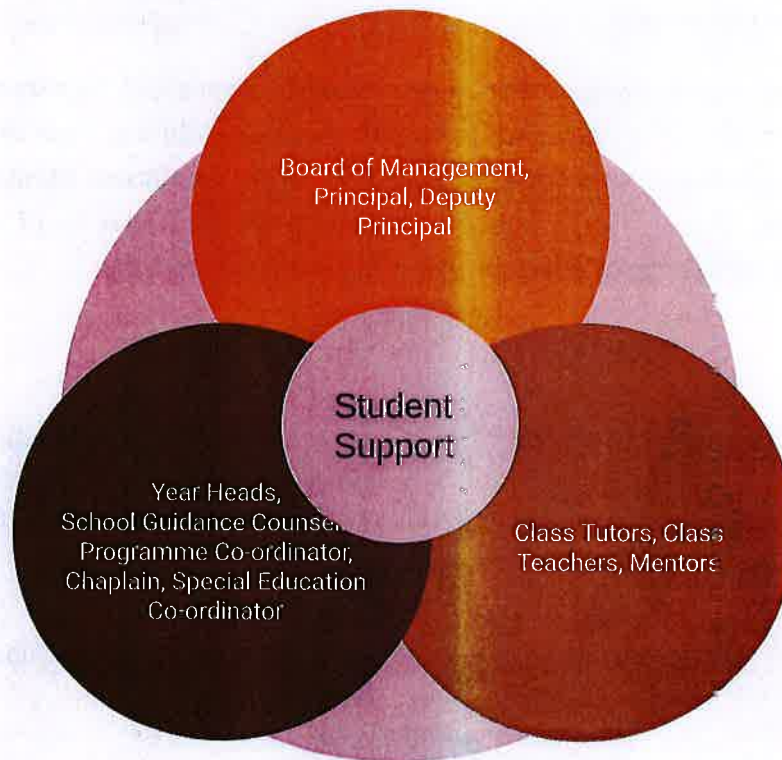 Board of Management,
Principal, Deputy
Principal
Student
Support
Year Heads,
School Guidance
Programme Co-ordinator,
Chaplain, Special Education
Co-ordinator
Class Tutors, Class
Teachers, Mentors